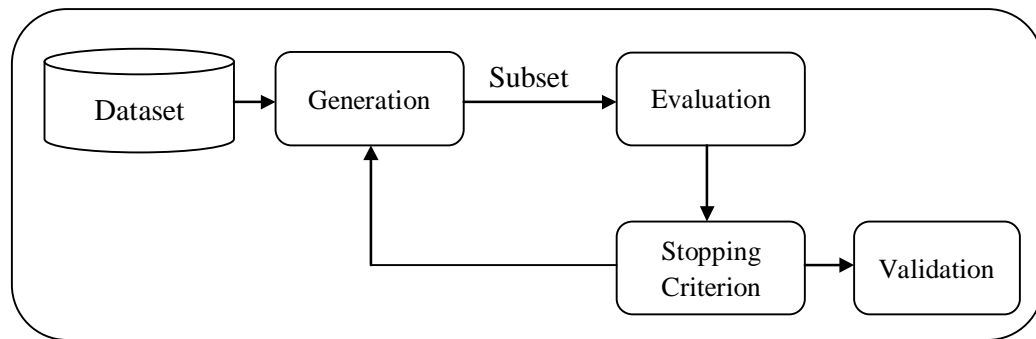 Dataset
Generation
Subset
Evaluation
Stopping
Criterion
Validation